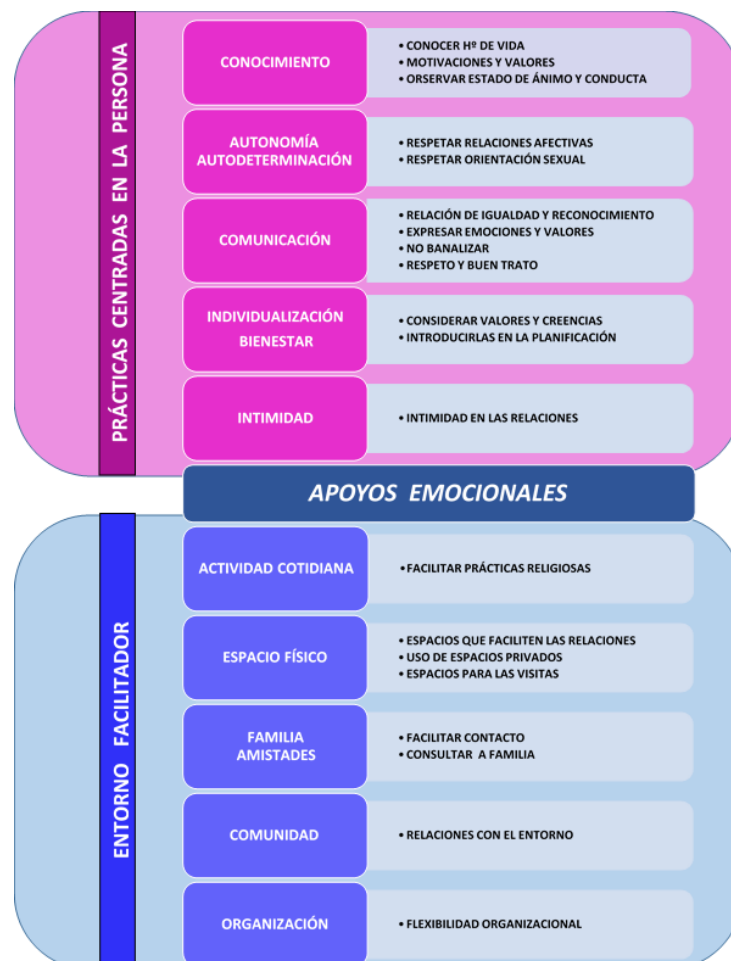 PRÁCTICAS CENTRADAS EN LA PERSONA
CONOCIMIENTO
• CONOCER Hº DE VIDA
• MOTIVACIONES Y VALORES
• ORSERVAR ESTADO DE ÁNIMO Y CONDUCTA
AUTONOMÍA
AUTODETERMINACIÓN
• RESPETAR RELACIONES AFECTIVAS
• RESPETAR ORIENTACIÓN SEXUAL
COMUNICACIÓN
• RELACIÓN DE IGUALDAD Y RECONOCIMIENTO
• EXPRESAR EMOCIONES Y VALORES
• NO BANALIZAR
• RESPETO Y BUEN TRATO
INDIVIDUALIZACIÓN
BIENESTAR
• CONSIDERAR VALORES Y CREENCIAS
• INTRODUCIRLAS EN LA PLANIFICACIÓN
INTIMIDAD
• INTIMIDAD EN LAS RELACIONES
APOYOS EMOCIONALES
ENTORNO FACILITADOR
ACTIVIDAD COTIDIANA
• FACILITAR PRÁCTICAS RELIGIOSAS
ESPACIO FÍSICO
• ESPACIOS QUE FACILITEN LAS RELACIONES
• USO DE ESPACIOS PRIVADOS
• ESPACIOS PARA LAS VISITAS
FAMILIA
AMISTADES
• FACILITAR CONTACTO
• CONSULTAR A FAMILIA
COMUNIDAD
• RELACIONES CON EL ENTORNO
ORGANIZACIÓN
• FLEXIBILIDAD ORGANIZACIONAL